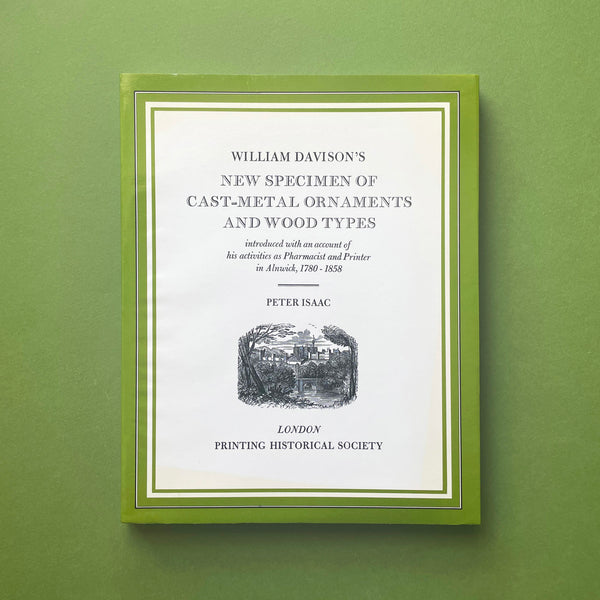 WILLIAM DAVISON'S
NEW SPECIMEN OF
CAST-METAL ORNAMENTS
AND WOOD TYPES
introduced with an account of
his activities as Pharmacist and Printer
in Alnwick, 1780-1858
PETER ISAAC
LONDON
PRINTING HISTORICAL SOCIETY